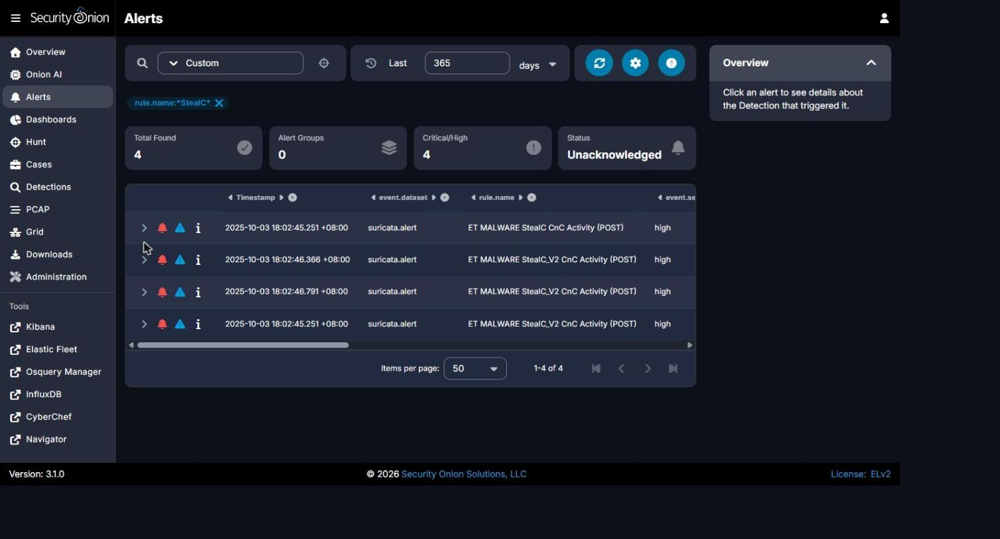 Security Onion
Alerts
Overview
Onion AI
Alerts
Dashboards
Hunt
Cases
Detections
PCAP
Grid
Downloads
Administration
Tools
Kibana
Elastic Fleet
Osquery Manager
InfluxDB
CyberChef
Navigator
Custom
Last 365 days
rule.name:*StealC*
Total Found
4
Alert Groups
0
Critical/High
4
Status
Unacknowledged
Timestamp event.dataset rule.name event.se
2025-10-03 18:02:45.251 +08:00 suricata.alert ET MALWARE StealC CnC Activity (POST) high
2025-10-03 18:02:46.366 +08:00 suricata.alert ET MALWARE StealC_V2 CnC Activity (POST) high
2025-10-03 18:02:46.791 +08:00 suricata.alert ET MALWARE StealC_V2 CnC Activity (POST) high
2025-10-03 18:02:45.251 +08:00 suricata.alert ET MALWARE StealC_V2 CnC Activity (POST) high
Items per page: 50 1-4 of 4
Overview
Click an alert to see details about
the Detection that triggered it.
Version: 3.1.0 © 2026 Security Onion Solutions, LLC License: ELv2